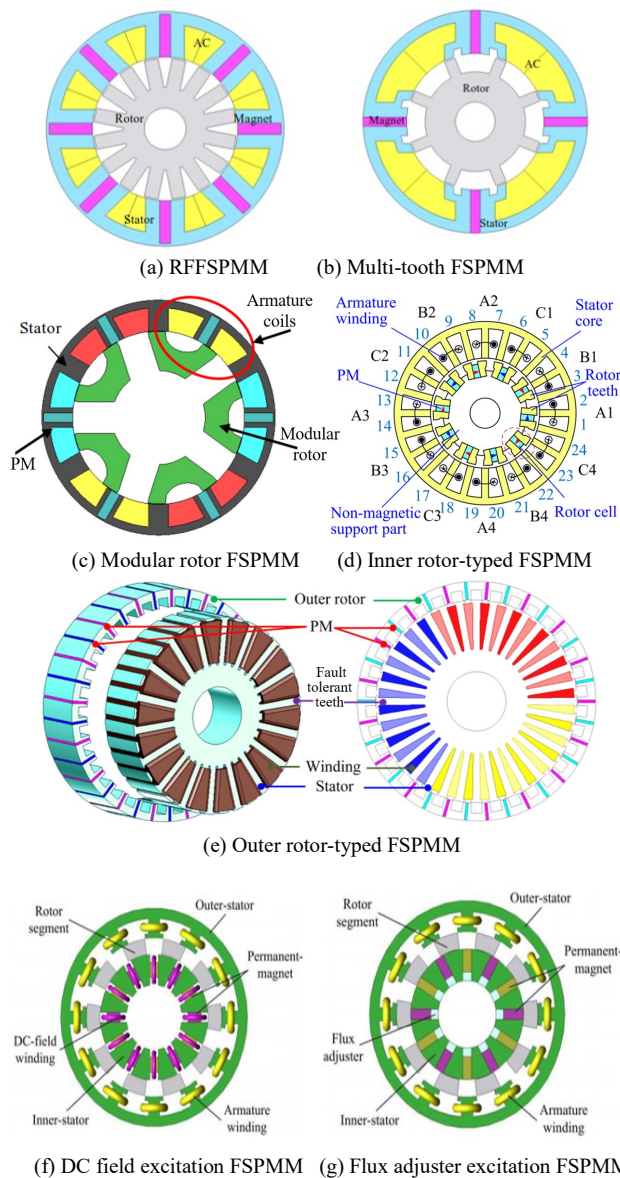 AC
Rotor
Magnet
Stator
(a) RFFSPMM
AC
Rotor
Magnet
Stator
(b) Multi-tooth FSPMM
Stator
Armature
coils
PM
Modular
rotor
(c) Modular rotor FSPMM
Armature
winding
PM
Non-magnetic
support part
Stator
core
Rotor
teeth
Rotor cell
A2
B2
C1
C2
B1
A3
A1
B3
C4
C3
B4
A4
1
2
3
4
5
6
7
8
9
10
11
12
13
14
15
16
17
18
19
20
21
22
23
24
(d) Inner rotor-typed FSPMM
Outer rotor
PM
Fault
tolerant
teeth
Winding
Stator
(e) Outer rotor-typed FSPMM
Rotor
segment
Outer-stator
Permanent-
magnet
DC-field
winding
Inner-stator
Armature
winding
(f) DC field excitation FSPMM
Rotor
segment
Outer-stator
Permanent-
magnet
Flux
adjuster
Inner-stator
Armature
winding
(g) Flux adjuster excitation FSPMM